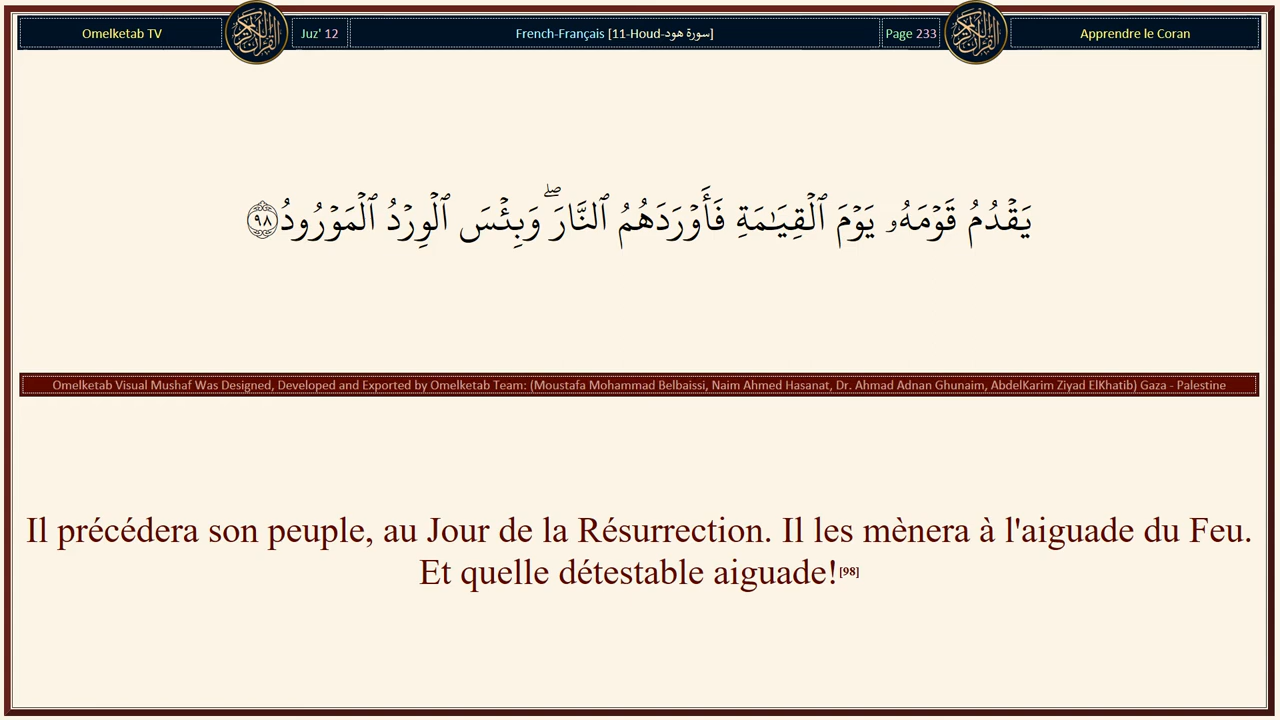 Omelketab TV
Juz' 12
French-Français [11-Houd-سورة هود]
Page 233
Apprendre le Coran
يَقْدُمُ قَوْمَهُۥ يَوْمَ ٱلْقِيَـٰمَةِ فَأَوْرَدَهُمُ ٱلنَّارَ ۖ وَبِئْسَ ٱلْوِرْدُ ٱلْمَوْرُودُ ٩٨
Omelketab Visual Mushaf Was Designed, Developed and Exported by Omelketab Team: (Moustafa Mohammad Belbaissi, Naim Ahmed Hasanat, Dr. Ahmad Adnan Ghunaim, AbdelKarim Ziyad ElKhatib) Gaza - Palestine
Il précédera son peuple, au Jour de la Résurrection. Il les mènera à l'aiguade du Feu.
Et quelle détestable aiguade![98]